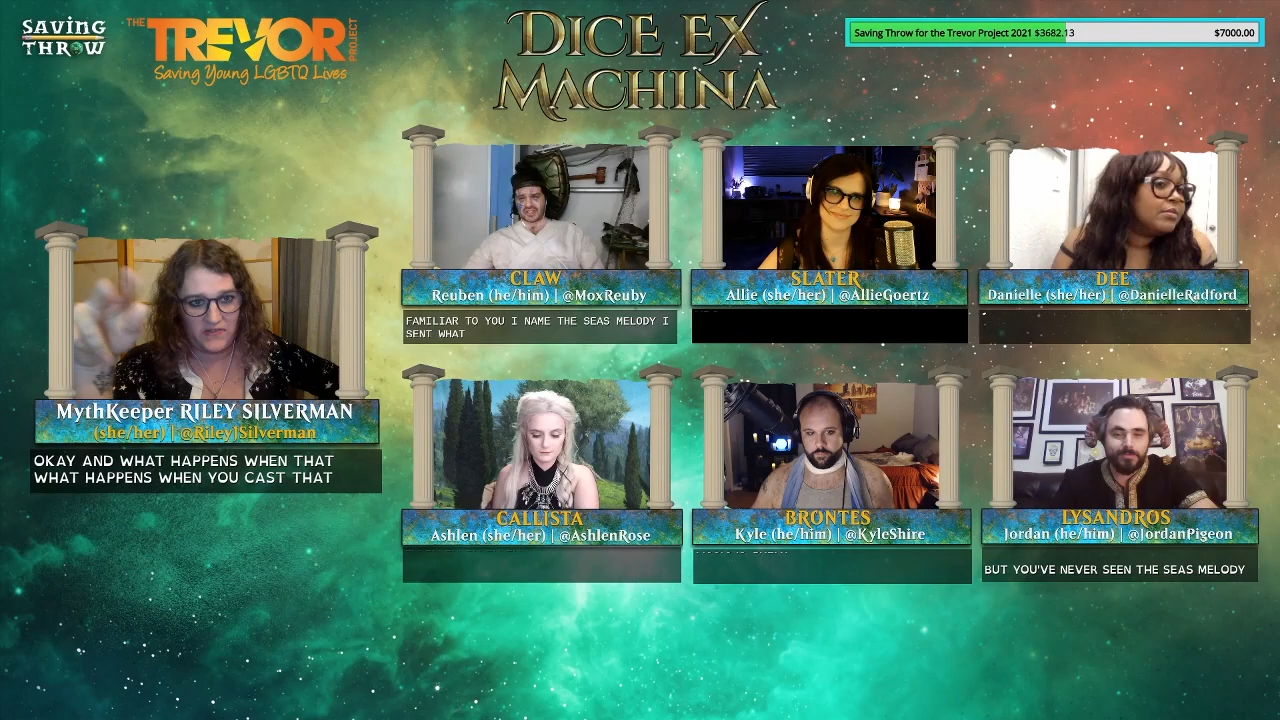 SAVING
THROW
THE
TREVOR
PROJECT
Saving Young LGBTQ Lives
DICE EX
MACHINA
Saving Throw for the Trevor Project 2021 $3682.13
$7000.00
CLAW
Reuben (he/him) | @MoxReuby
FAMILIAR TO YOU I NAME THE SEAS MELODY I
SENT WHAT
SLATER
Allie (she/her) | @AllieGoertz
DEE
Danielle (she/her) | @DanielleRadford
MythKeeper RILEY SILVERMAN
(she/her) | @RileyJSilverman
OKAY AND WHAT HAPPENS WHEN THAT
WHAT HAPPENS WHEN YOU CAST THAT
CALLISTA
Ashlen (she/her) | @AshlenRose
BRONTES
Kyle (he/him) | @KyleShire
LYSANDROS
Jordan (he/him) | @JordanPigeon
BUT YOU'VE NEVER SEEN THE SEAS MELODY